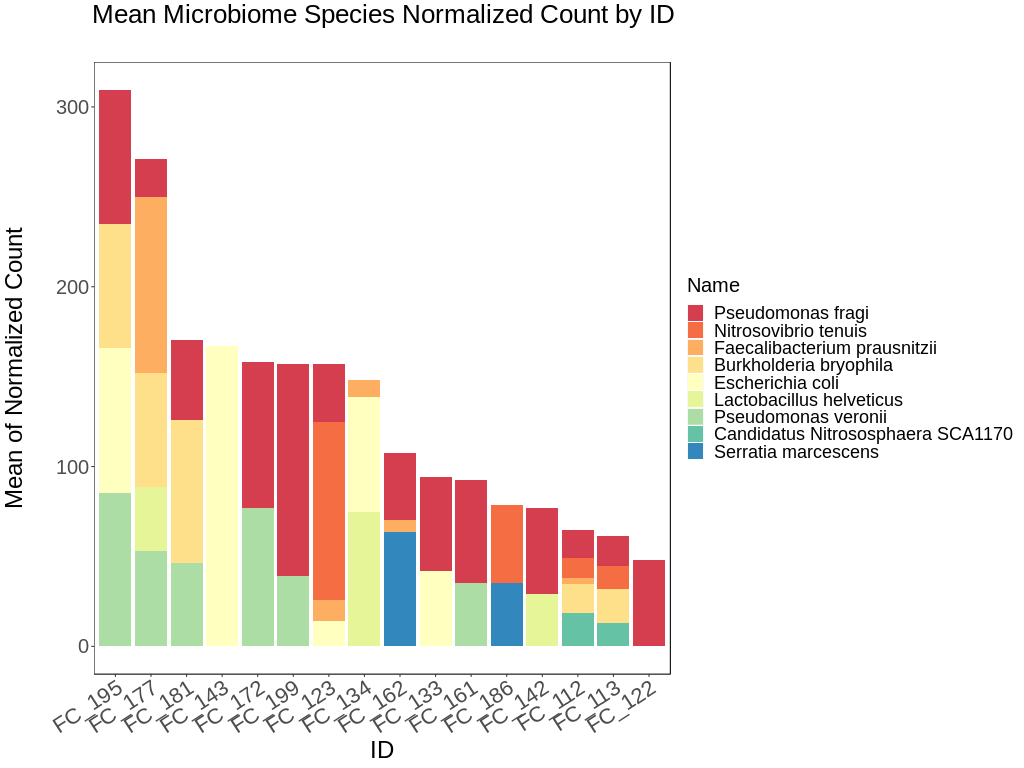 Mean Microbiome Species Normalized Count by ID
Mean of Normalized Count
300
200
100
0
FC_195
FC_177
FC_181
FC_143
FC_172
FC_199
FC_123
FC_134
FC_162
FC_133
FC_161
FC_186
FC_142
FC_112
FC_113
FC_122
ID
Name
Pseudomonas fragi
Nitrosovibrio tenuis
Faecalibacterium prausnitzii
Burkholderia bryophila
Escherichia coli
Lactobacillus helveticus
Pseudomonas veronii
Candidatus Nitrososphaera SCA1170
Serratia marcescens